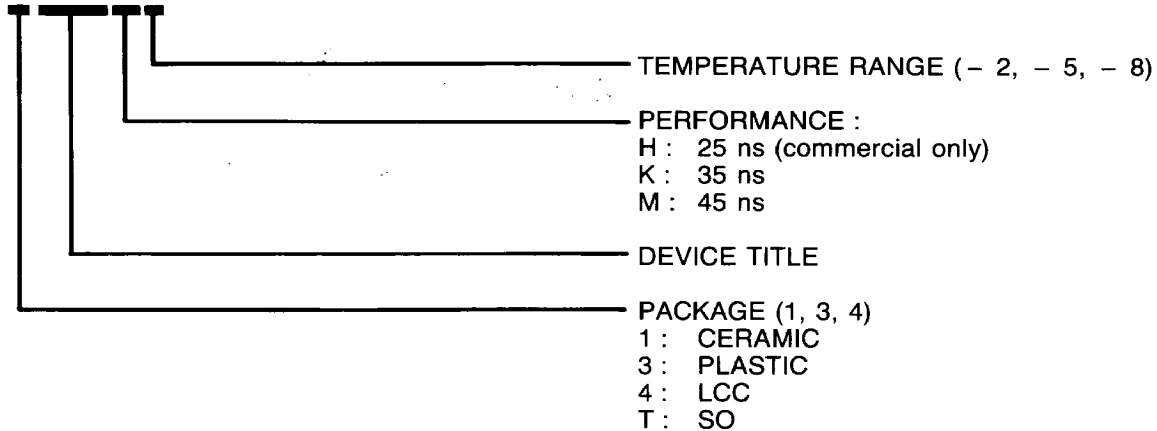 TEMPERATURE RANGE (– 2, – 5, – 8)
PERFORMANCE :
H : 25 ns (commercial only)
K : 35 ns
M : 45 ns
DEVICE TITLE
PACKAGE (1, 3, 4)
1 : CERAMIC
3 : PLASTIC
4 : LCC
T : SO